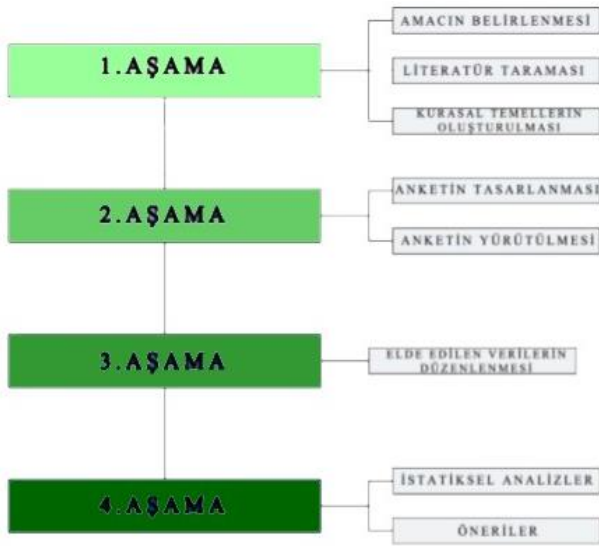 AMACIN BELİRLENMESİ
1.AŞAMA
LİTERATÜR TARAMASI
KURASAL TEMELLERİN
OLUŞTURULMASI
2.AŞAMA
ANKETİN TASARLANMASI
ANKETİN YÜRÜTÜLMESİ
3.AŞAMA
ELDE EDİLEN VERİLERİN
DÜZENLENMESİ
4.AŞAMA
İSTATİKSEL ANALİZLER
ÖNERİLER